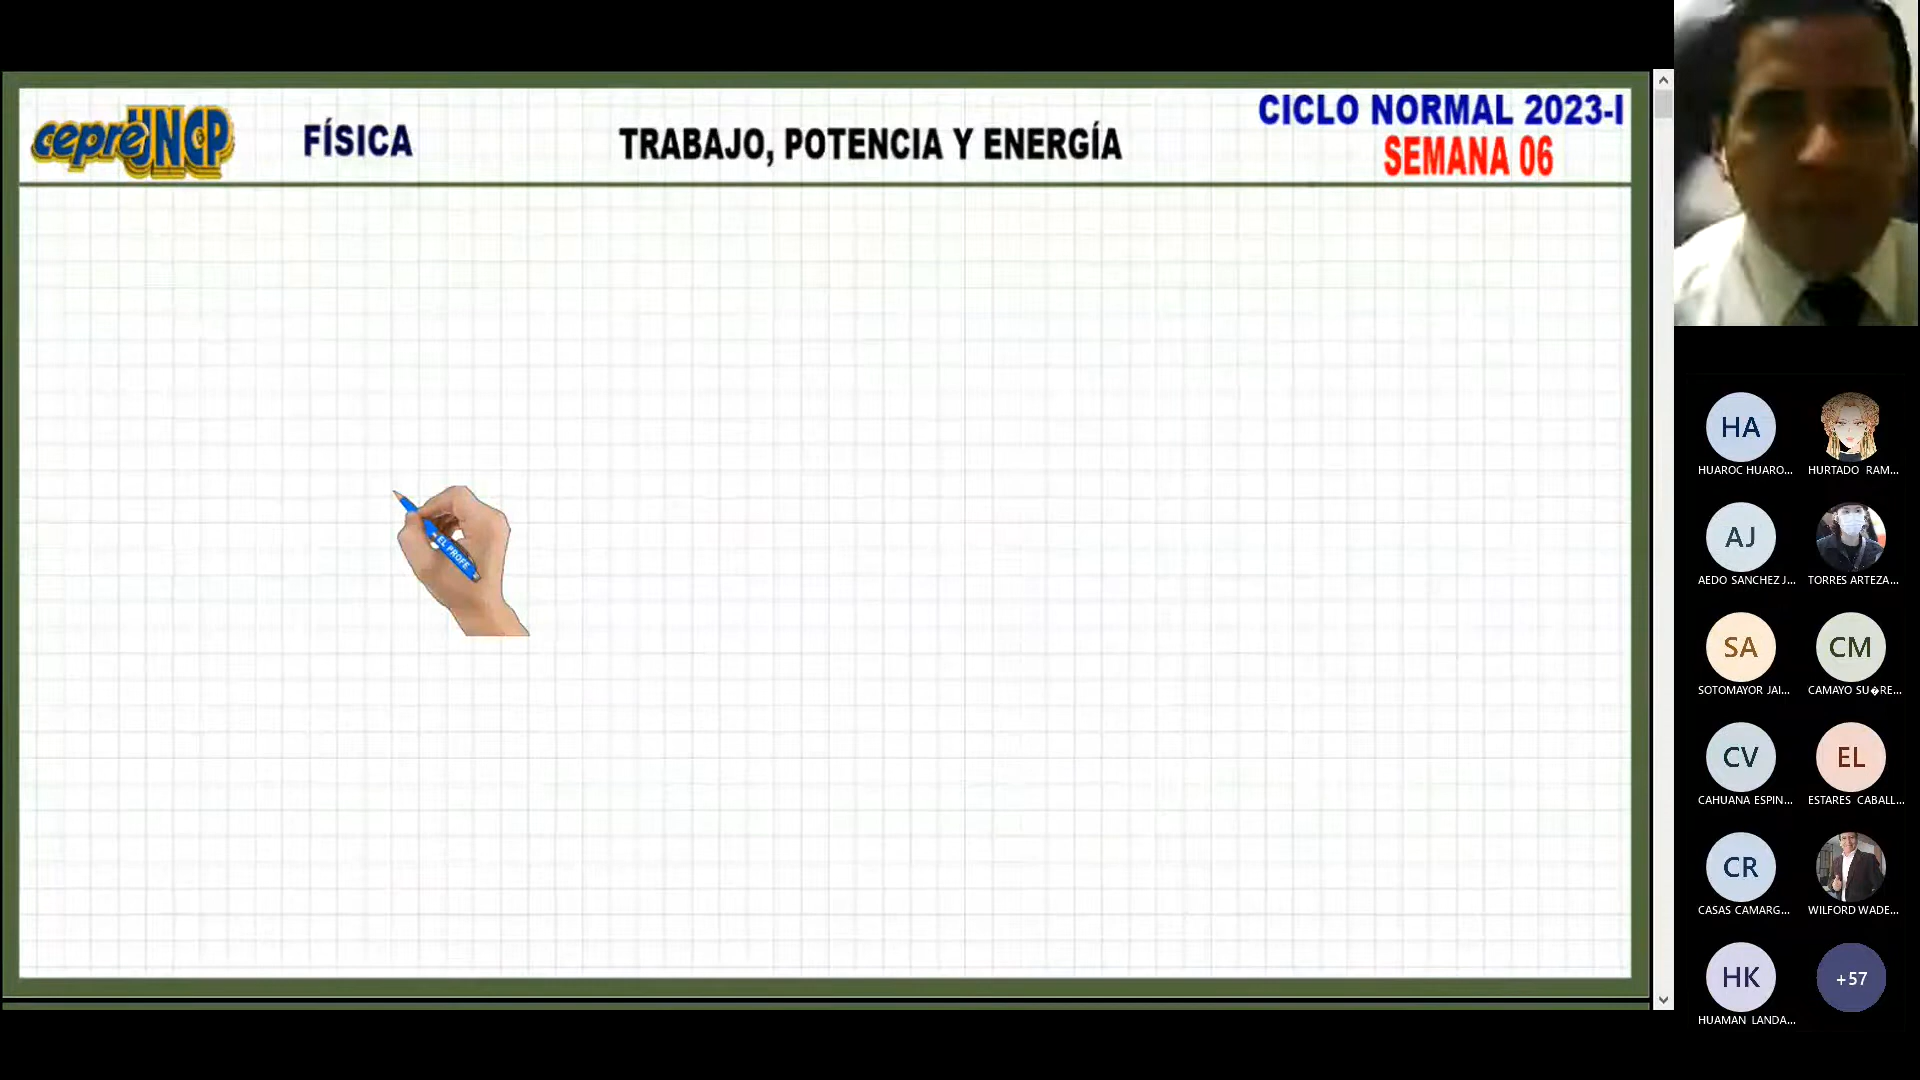 cepreUNCP
FÍSICA
TRABAJO, POTENCIA Y ENERGÍA
CICLO NORMAL 2023-I
SEMANA 06
EL PROFE
HA
HUAROC HUARO...
HURTADO RAM...
AJ
AEDO SANCHEZ J...
TORRES ARTEZA...
SA
SOTOMAYOR JAI...
CM
CAMAYO SU�RE...
CV
CAHUANA ESPIN...
EL
ESTARES CABALL...
CR
CASAS CAMARG...
WILFORD WADE...
HK
HUAMAN LANDA...
+57